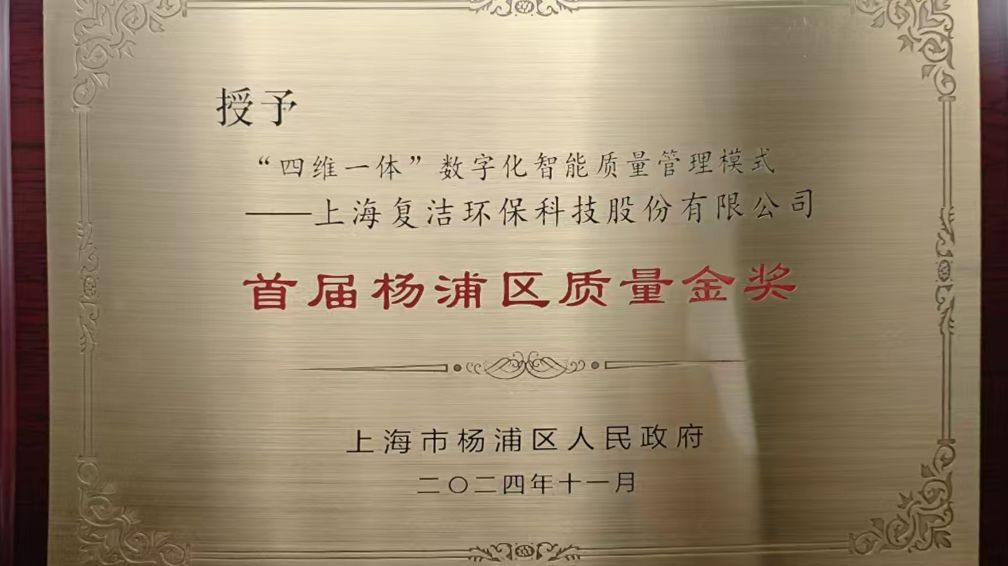 授予
“四维一体”数字化智能质量管理模式
——上海复洁环保科技股份有限公司
首届杨浦区质量金奖
上海市杨浦区人民政府
二〇二四年十一月